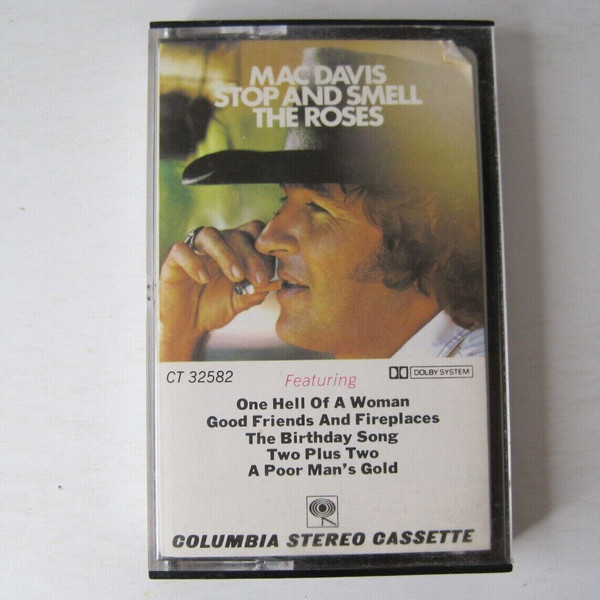 MAC DAVIS
STOP AND SMELL
THE ROSES
CT 32582
Featuring
DOLBY SYSTEM
One Hell Of A Woman
Good Friends And Fireplaces
The Birthday Song
Two Plus Two
A Poor Man's Gold
COLUMBIA STEREO CASSETTE